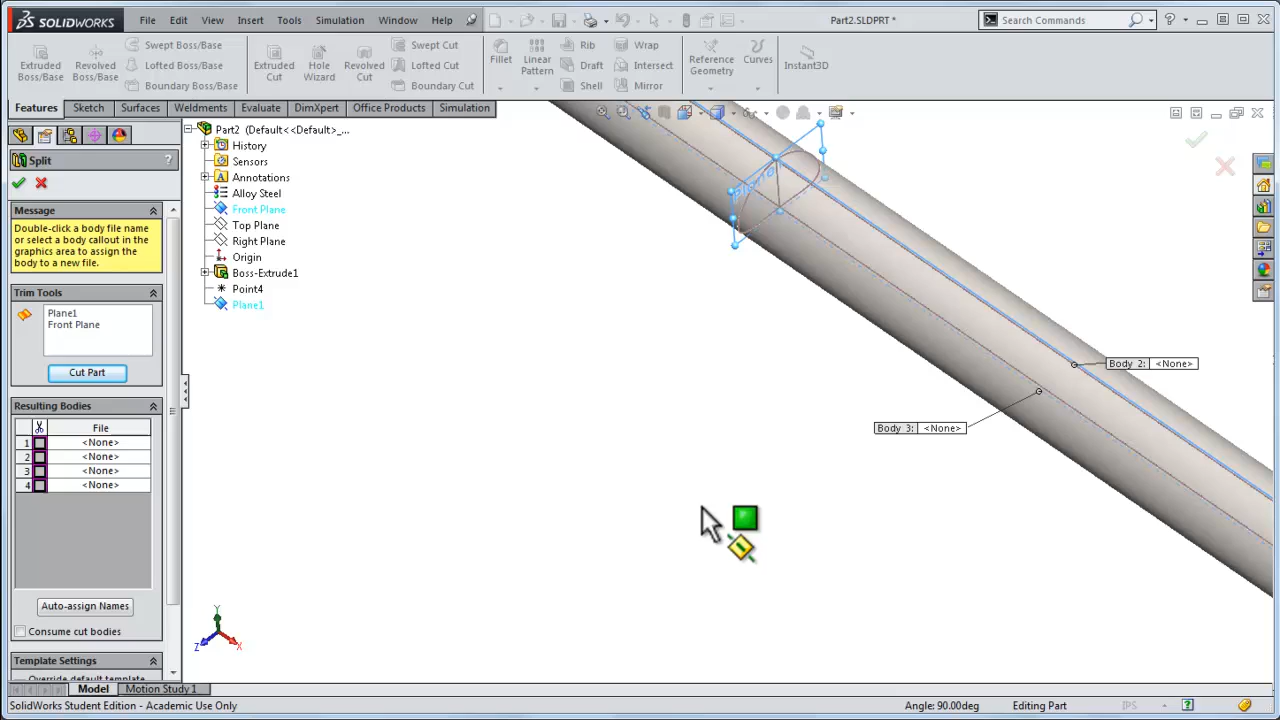 SOLIDWORKS File Edit View Insert Tools Simulation Window Help Part2.SLDPRT * Search Commands
Extruded Boss/Base
Revolved Boss/Base
Swept Boss/Base
Lofted Boss/Base
Boundary Boss/Base
Extruded Cut
Hole Wizard
Revolved Cut
Swept Cut
Lofted Cut
Boundary Cut
Fillet
Linear Pattern
Rib
Draft
Shell
Wrap
Intersect
Mirror
Reference Geometry
Curves
Instant3D
Features Sketch Surfaces Weldments Evaluate DimXpert Office Products Simulation
Split ?
Message
Double-click a body file name
or select a body callout in the
graphics area to assign the
body to a new file.
Trim Tools
Plane1
Front Plane
Cut Part
Resulting Bodies
File
1 <None>
2 <None>
3 <None>
4 <None>
Auto-assign Names
Consume cut bodies
Template Settings
Override default template
Part2 (Default<<Default>_...
History
Sensors
Annotations
Alloy Steel
Front Plane
Top Plane
Right Plane
Origin
Boss-Extrude1
Point4
Plane1
Body 2: <None>
Body 3: <None>
Y
Z
X
Model Motion Study 1
SolidWorks Student Edition - Academic Use Only Angle: 90.00deg Editing Part IPS